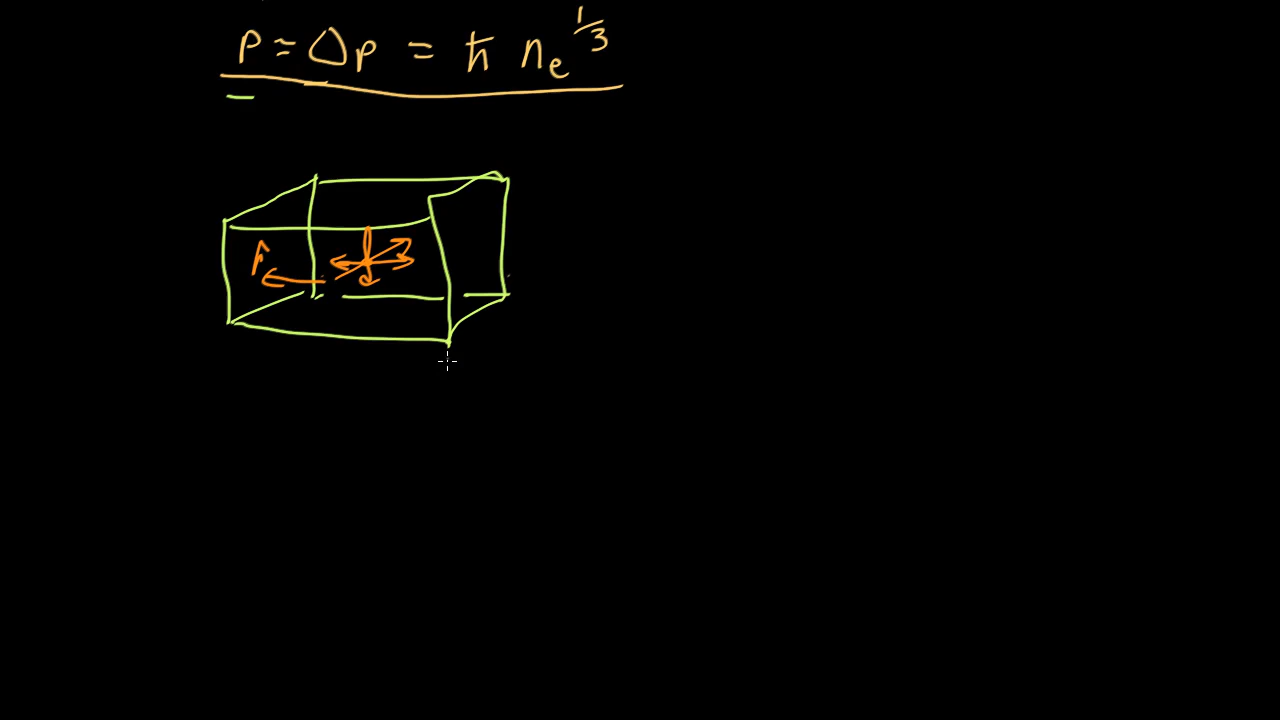 P = Δp = ħ nₑ^{1/3}